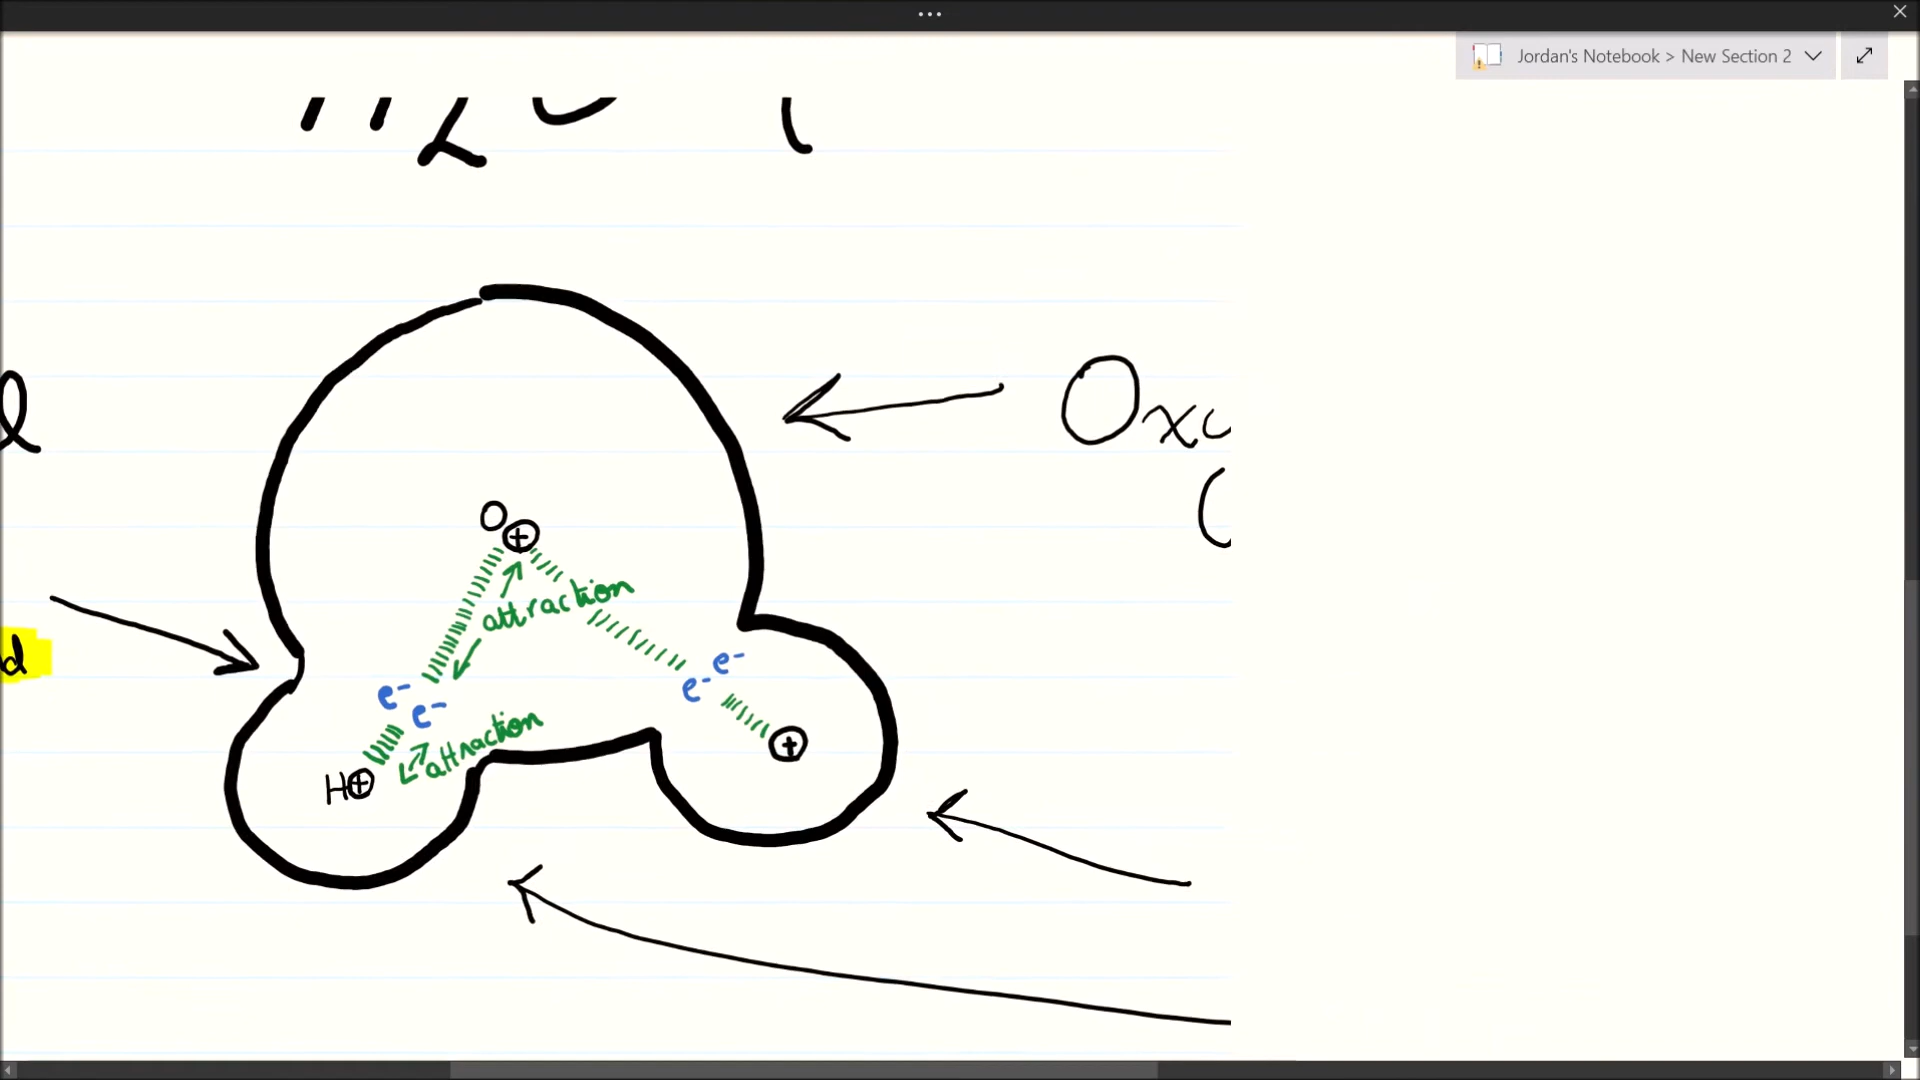 Jordan's Notebook > New Section 2
O
attraction
e⁻
e⁻
e⁻
e⁻
attraction
H